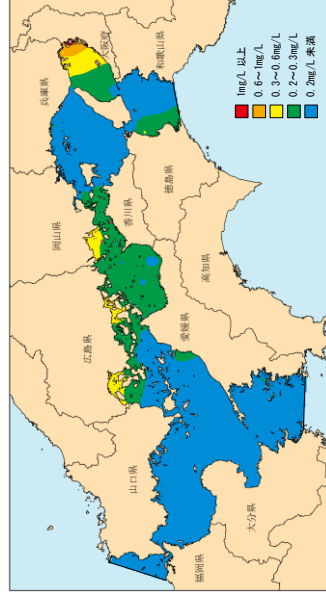 兵庫県
大阪府
和歌山県
岡山県
香川県
徳島県
広島県
愛媛県
高知県
山口県
大分県
福岡県
1mg/L 以上
0.6~1mg/L
0.3~0.6mg/L
0.2~0.3mg/L
0.2mg/L 未満